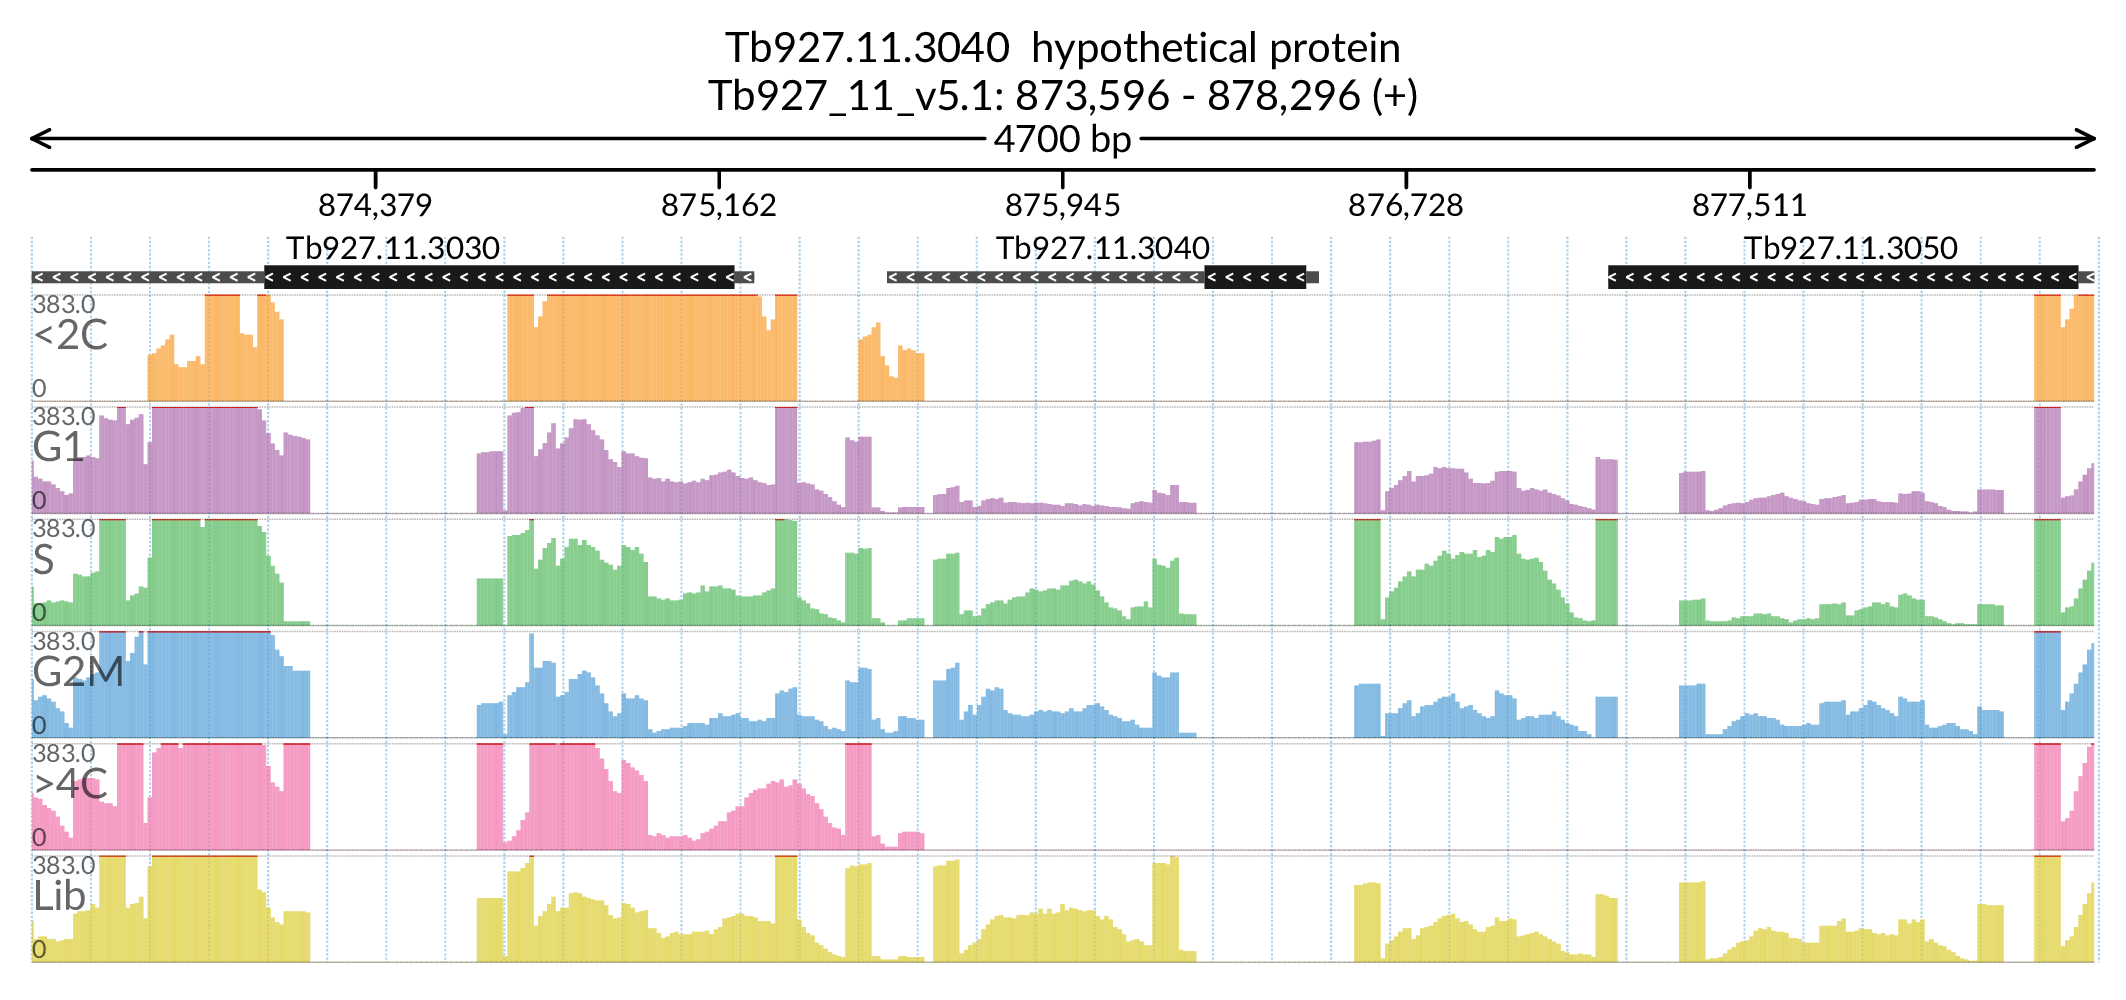 Tb927.11.3040 hypothetical protein
Tb927_11_v5.1: 873,596 - 878,296 (+)
4700 bp
874,379 875,162 875,945 876,728 877,511
Tb927.11.3030 Tb927.11.3040 Tb927.11.3050
383.0
<2C
0
383.0
G1
0
383.0
S
0
383.0
G2M
0
383.0
>4C
0
383.0
Lib
0